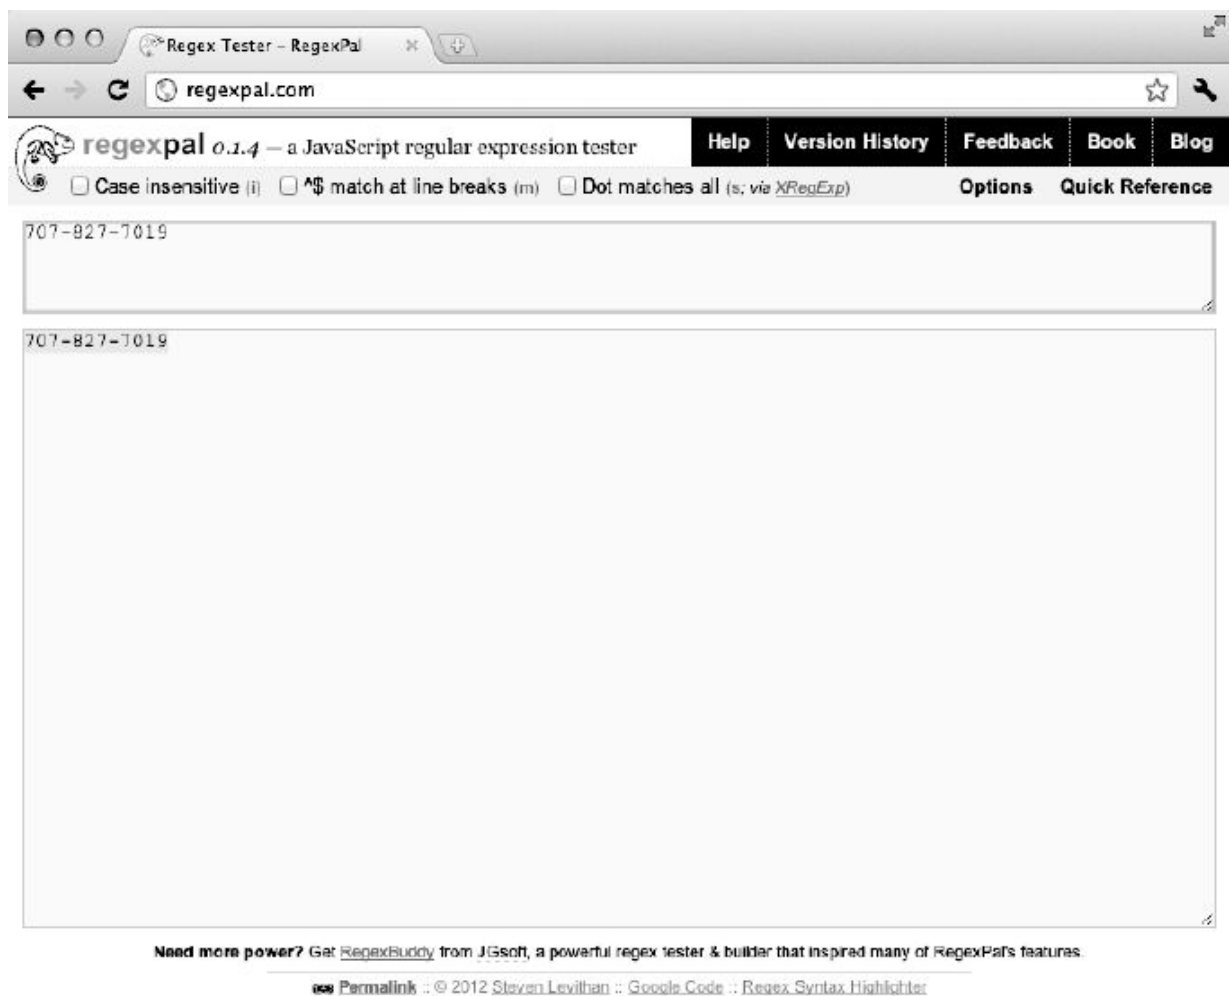 Regex Tester – RegexPal
regexpal.com
regexpal 0.1.4 — a JavaScript regular expression tester
Help Version History Feedback Book Blog
Case insensitive (i) ^$ match at line breaks (m) Dot matches all (s; via XRegExp) Options Quick Reference
707-827-7019
707-827-7019
Need more power? Get RegexBuddy from JGsoft, a powerful regex tester & builder that inspired many of RegexPal's features.
Permalink :: © 2012 Steven Levithan :: Google Code :: Regex Syntax Highlighter